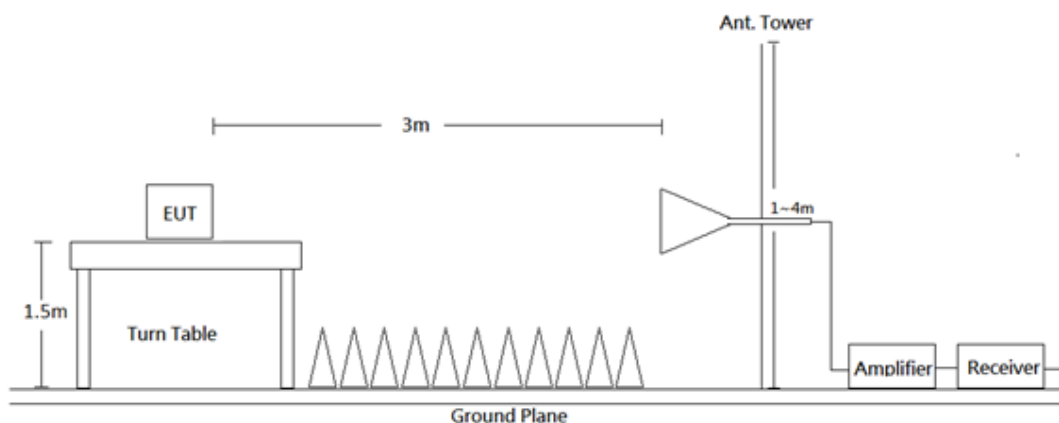 Ant. Tower
3m
EUT
1~4m
1.5m
Turn Table
Amplifier
Receiver
Ground Plane